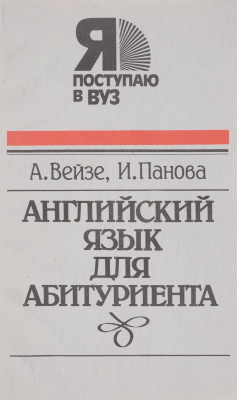 Я
ПОСТУПАЮ
В ВУЗ
А.Вейзе, И.Панова
АНГЛИЙСКИЙ
ЯЗЫК
ДЛЯ
АБИТУРИЕНТА